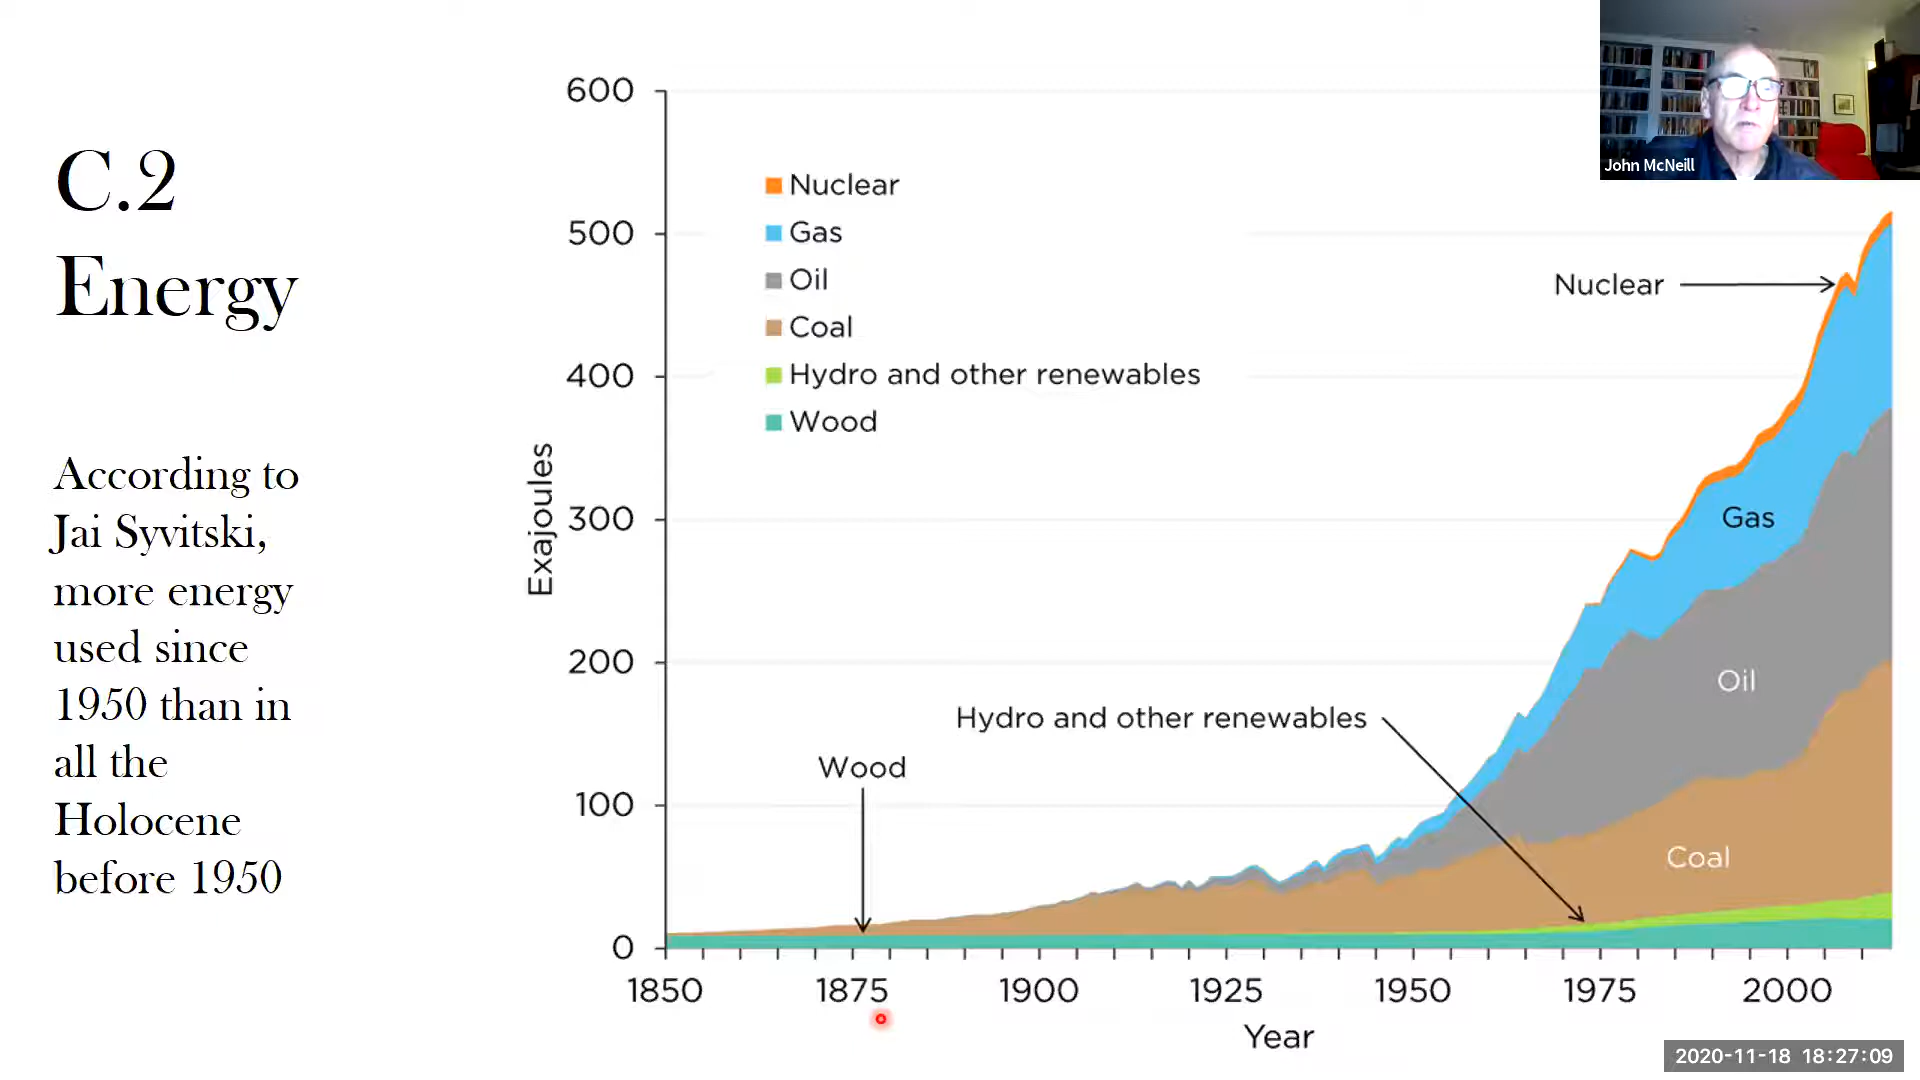 C.2
Energy
According to
Jai Syvitski,
more energy
used since
1950 than in
all the
Holocene
before 1950
600
500
400
300
200
100
0
Exajoules
Nuclear
Gas
Oil
Coal
Hydro and other renewables
Wood
Nuclear
Gas
Oil
Hydro and other renewables
Wood
Coal
1850
1875
1900
1925
1950
1975
2000
Year
John McNeill
2020-11-18 18:27:09